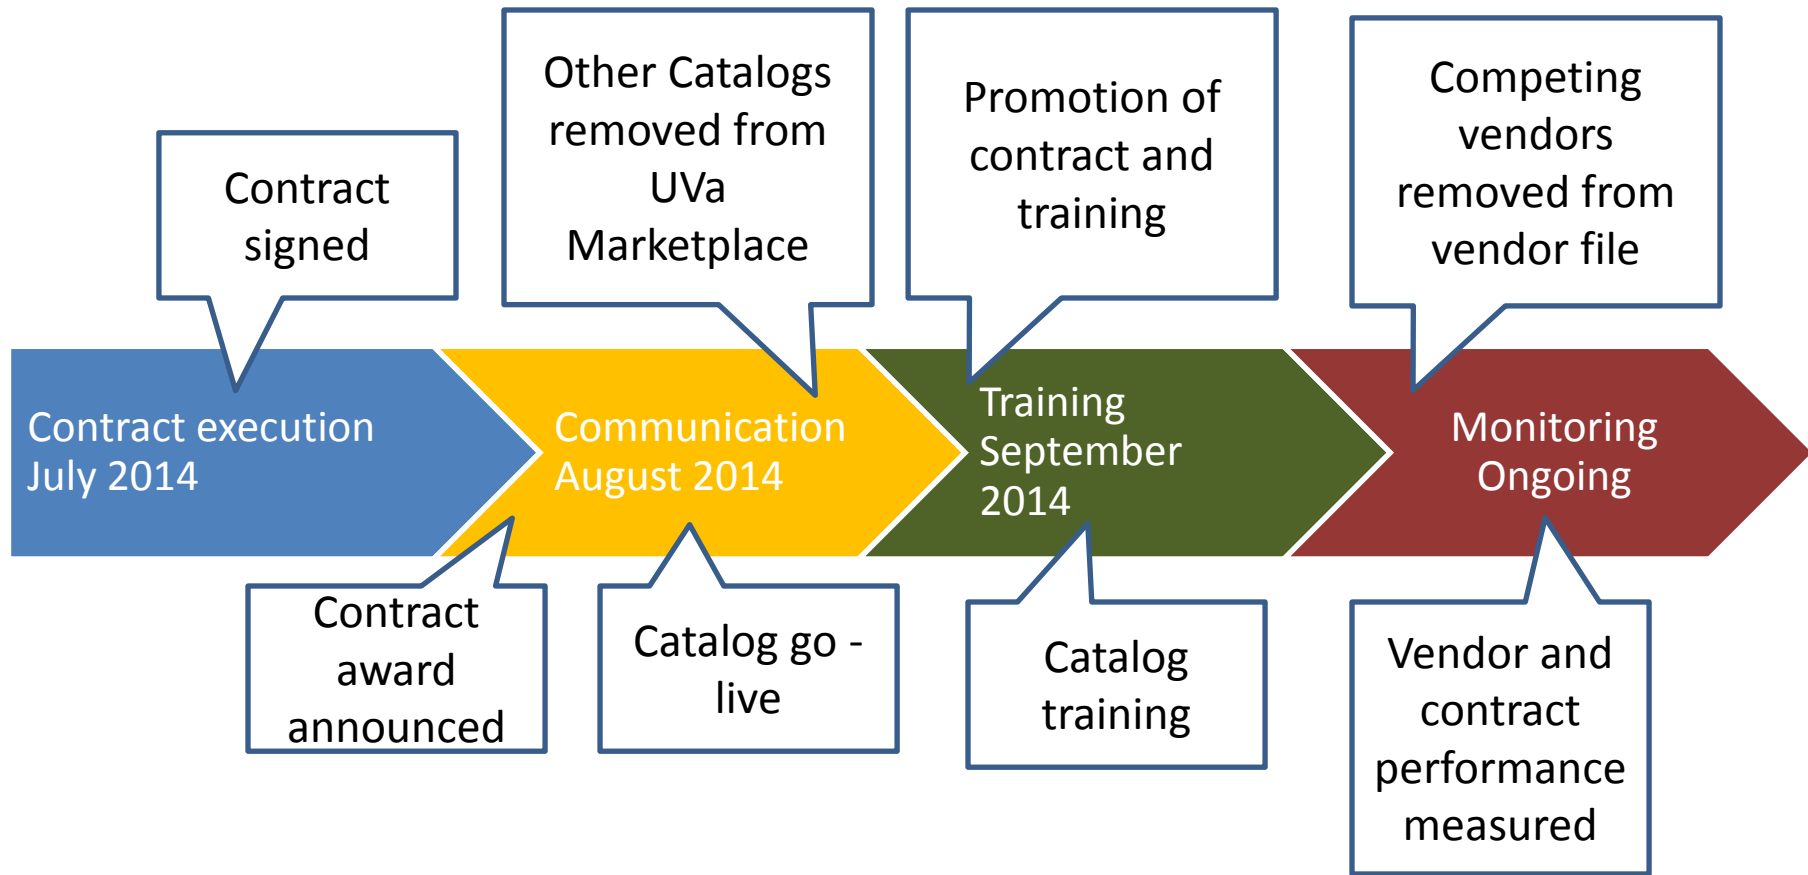 Contract
signed
Other Catalogs
removed from
UVa
Marketplace
Promotion of
contract and
training
Competing
vendors
removed from
vendor file
Contract execution
July 2014
Communication
August 2014
Training
September
2014
Monitoring
Ongoing
Contract
award
announced
Catalog go -
live
Catalog
training
Vendor and
contract
performance
measured